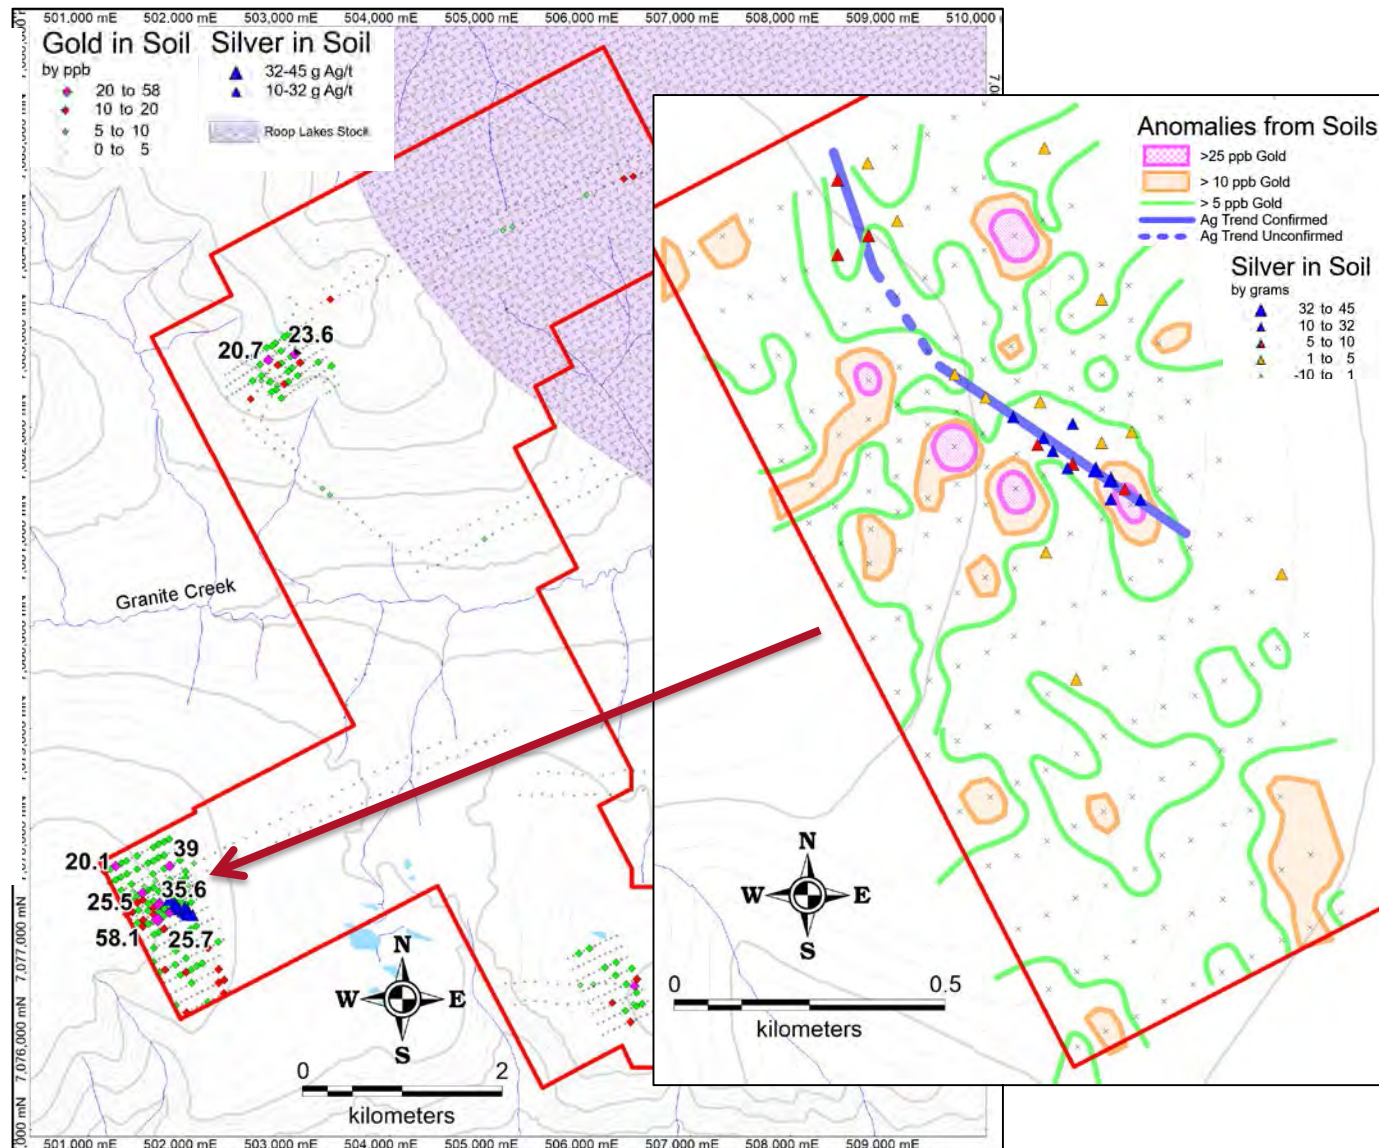 501,000 mE 502,000 mE 503,000 mE 504,000 mE 505,000 mE 506,000 mE 507,000 mE 508,000 mE 509,000 mE 510,000
Gold in Soil
by ppb
20 to 58
10 to 20
5 to 10
0 to 5
Silver in Soil
32-45 g Ag/t
10-32 g Ag/t
Roop Lakes Stock
23.6
20.7
Granite Creek
20.1
39
35.6
25.5
58.1
25.7
7,077,000 mN
7,076,000 mN
N
W E
S
0 2
kilometers
501,000 mE 502,000 mE 503,000 mE 504,000 mE 505,000 mE 506,000 mE 507,000 mE 508,000 mE 509,000 mE
Anomalies from Soils
>25 ppb Gold
> 10 ppb Gold
> 5 ppb Gold
Ag Trend Confirmed
Ag Trend Unconfirmed
Silver in Soil
by grams
32 to 45
10 to 32
5 to 10
1 to 5
-10 to 1
N
W E
S
0 0.5
kilometers